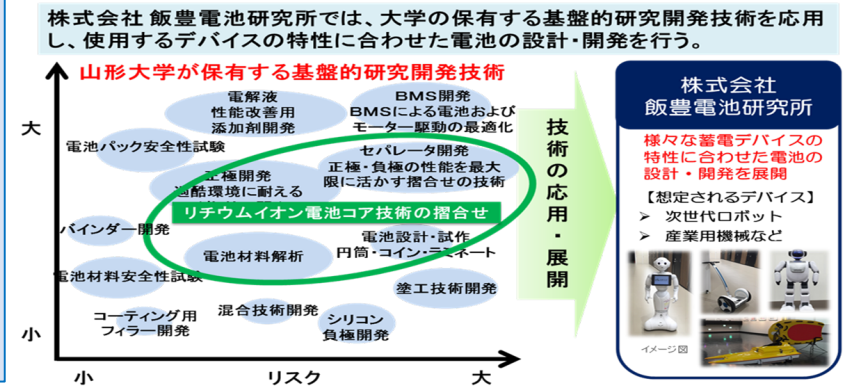 株式会社 飯豊電池研究所では、大学の保有する基盤的研究開発技術を応用
し、使用するデバイスの特性に合わせた電池の設計・開発を行う。
山形大学が保有する基盤的研究開発技術
大
小
電解液
性能改善用
添加剤開発
BMS開発
BMSによる電池および
モーター駆動の最適化
電池パック安全性試験
セパレータ開発
正極・負極の性能を最大
限に活かす摺合せの技術
正極開発
過酷環境に耐える
リチウムイオン電池コア技術の摺合せ
バインダー開発
電池設計・試作
円筒・コイン・ラミネート
電池材料解析
電池材料安全性試験
塗工技術開発
コーティング用
フィラー開発
混合技術開発
シリコン
負極開発
小
リスク
大
技術の応用・展開
株式会社
飯豊電池研究所
様々な蓄電デバイスの
特性に合わせた電池の
設計・開発を展開
【想定されるデバイス】
➢ 次世代ロボット
➢ 産業用機械など
イメージ図